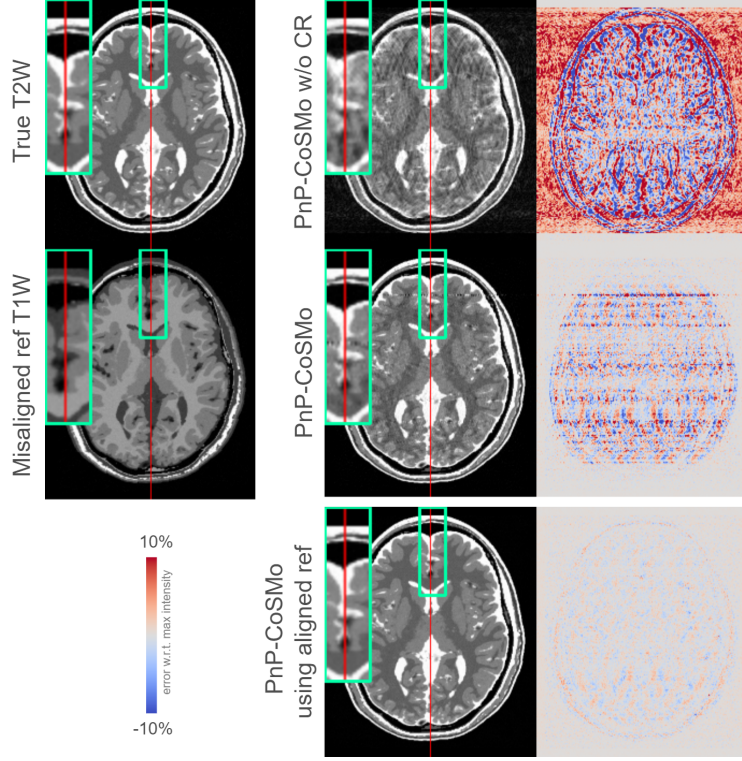 True T2W
PnP-CoSMo w/o CR
Misaligned ref T1W
PnP-CoSMo
10%
error w.r.t. max intensity
-10%
PnP-CoSMo
using aligned ref